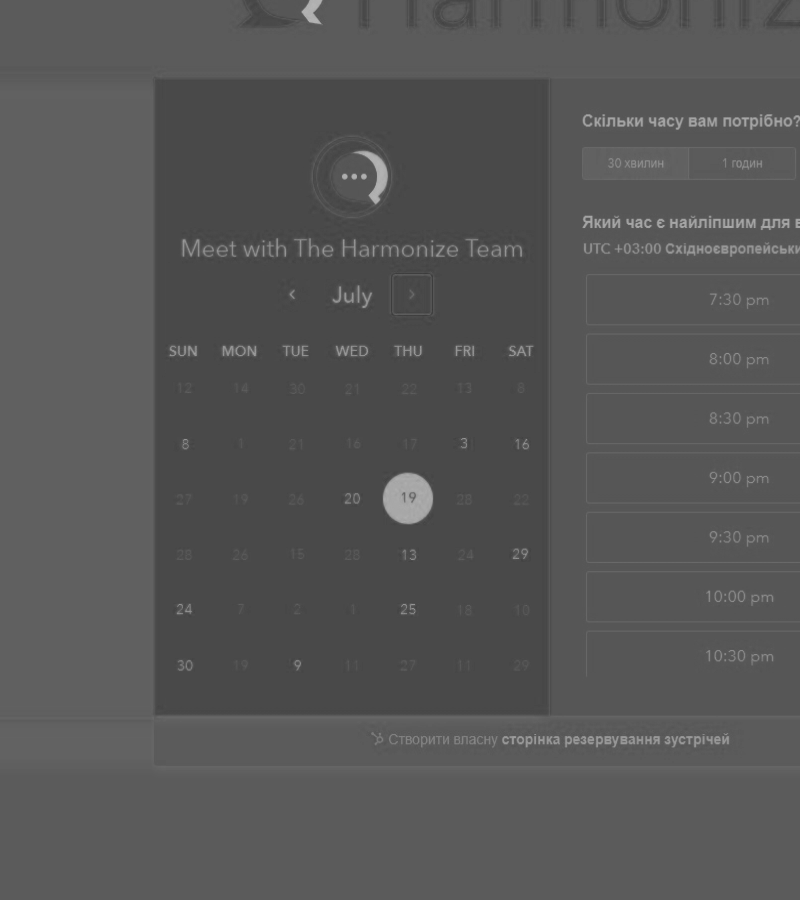 Harmoniz
Meet with The Harmonize Team
July
SUN MON TUE WED THU FRI SAT
12 14 30 21 22 13 8
8 1 21 16 17 3 16
27 19 26 20 19 28 22
28 26 15 28 13 24 29
24 7 2 1 25 18 10
30 19 9 11 27 11 29
Скільки часу вам потрібно?
30 хвилин 1 годин
Який час є найліпшим для в
UTC +03:00 Східноєвропейськи
7:30 pm
8:00 pm
8:30 pm
9:00 pm
9:30 pm
10:00 pm
10:30 pm
Створити власну сторінка резервування зустрічей